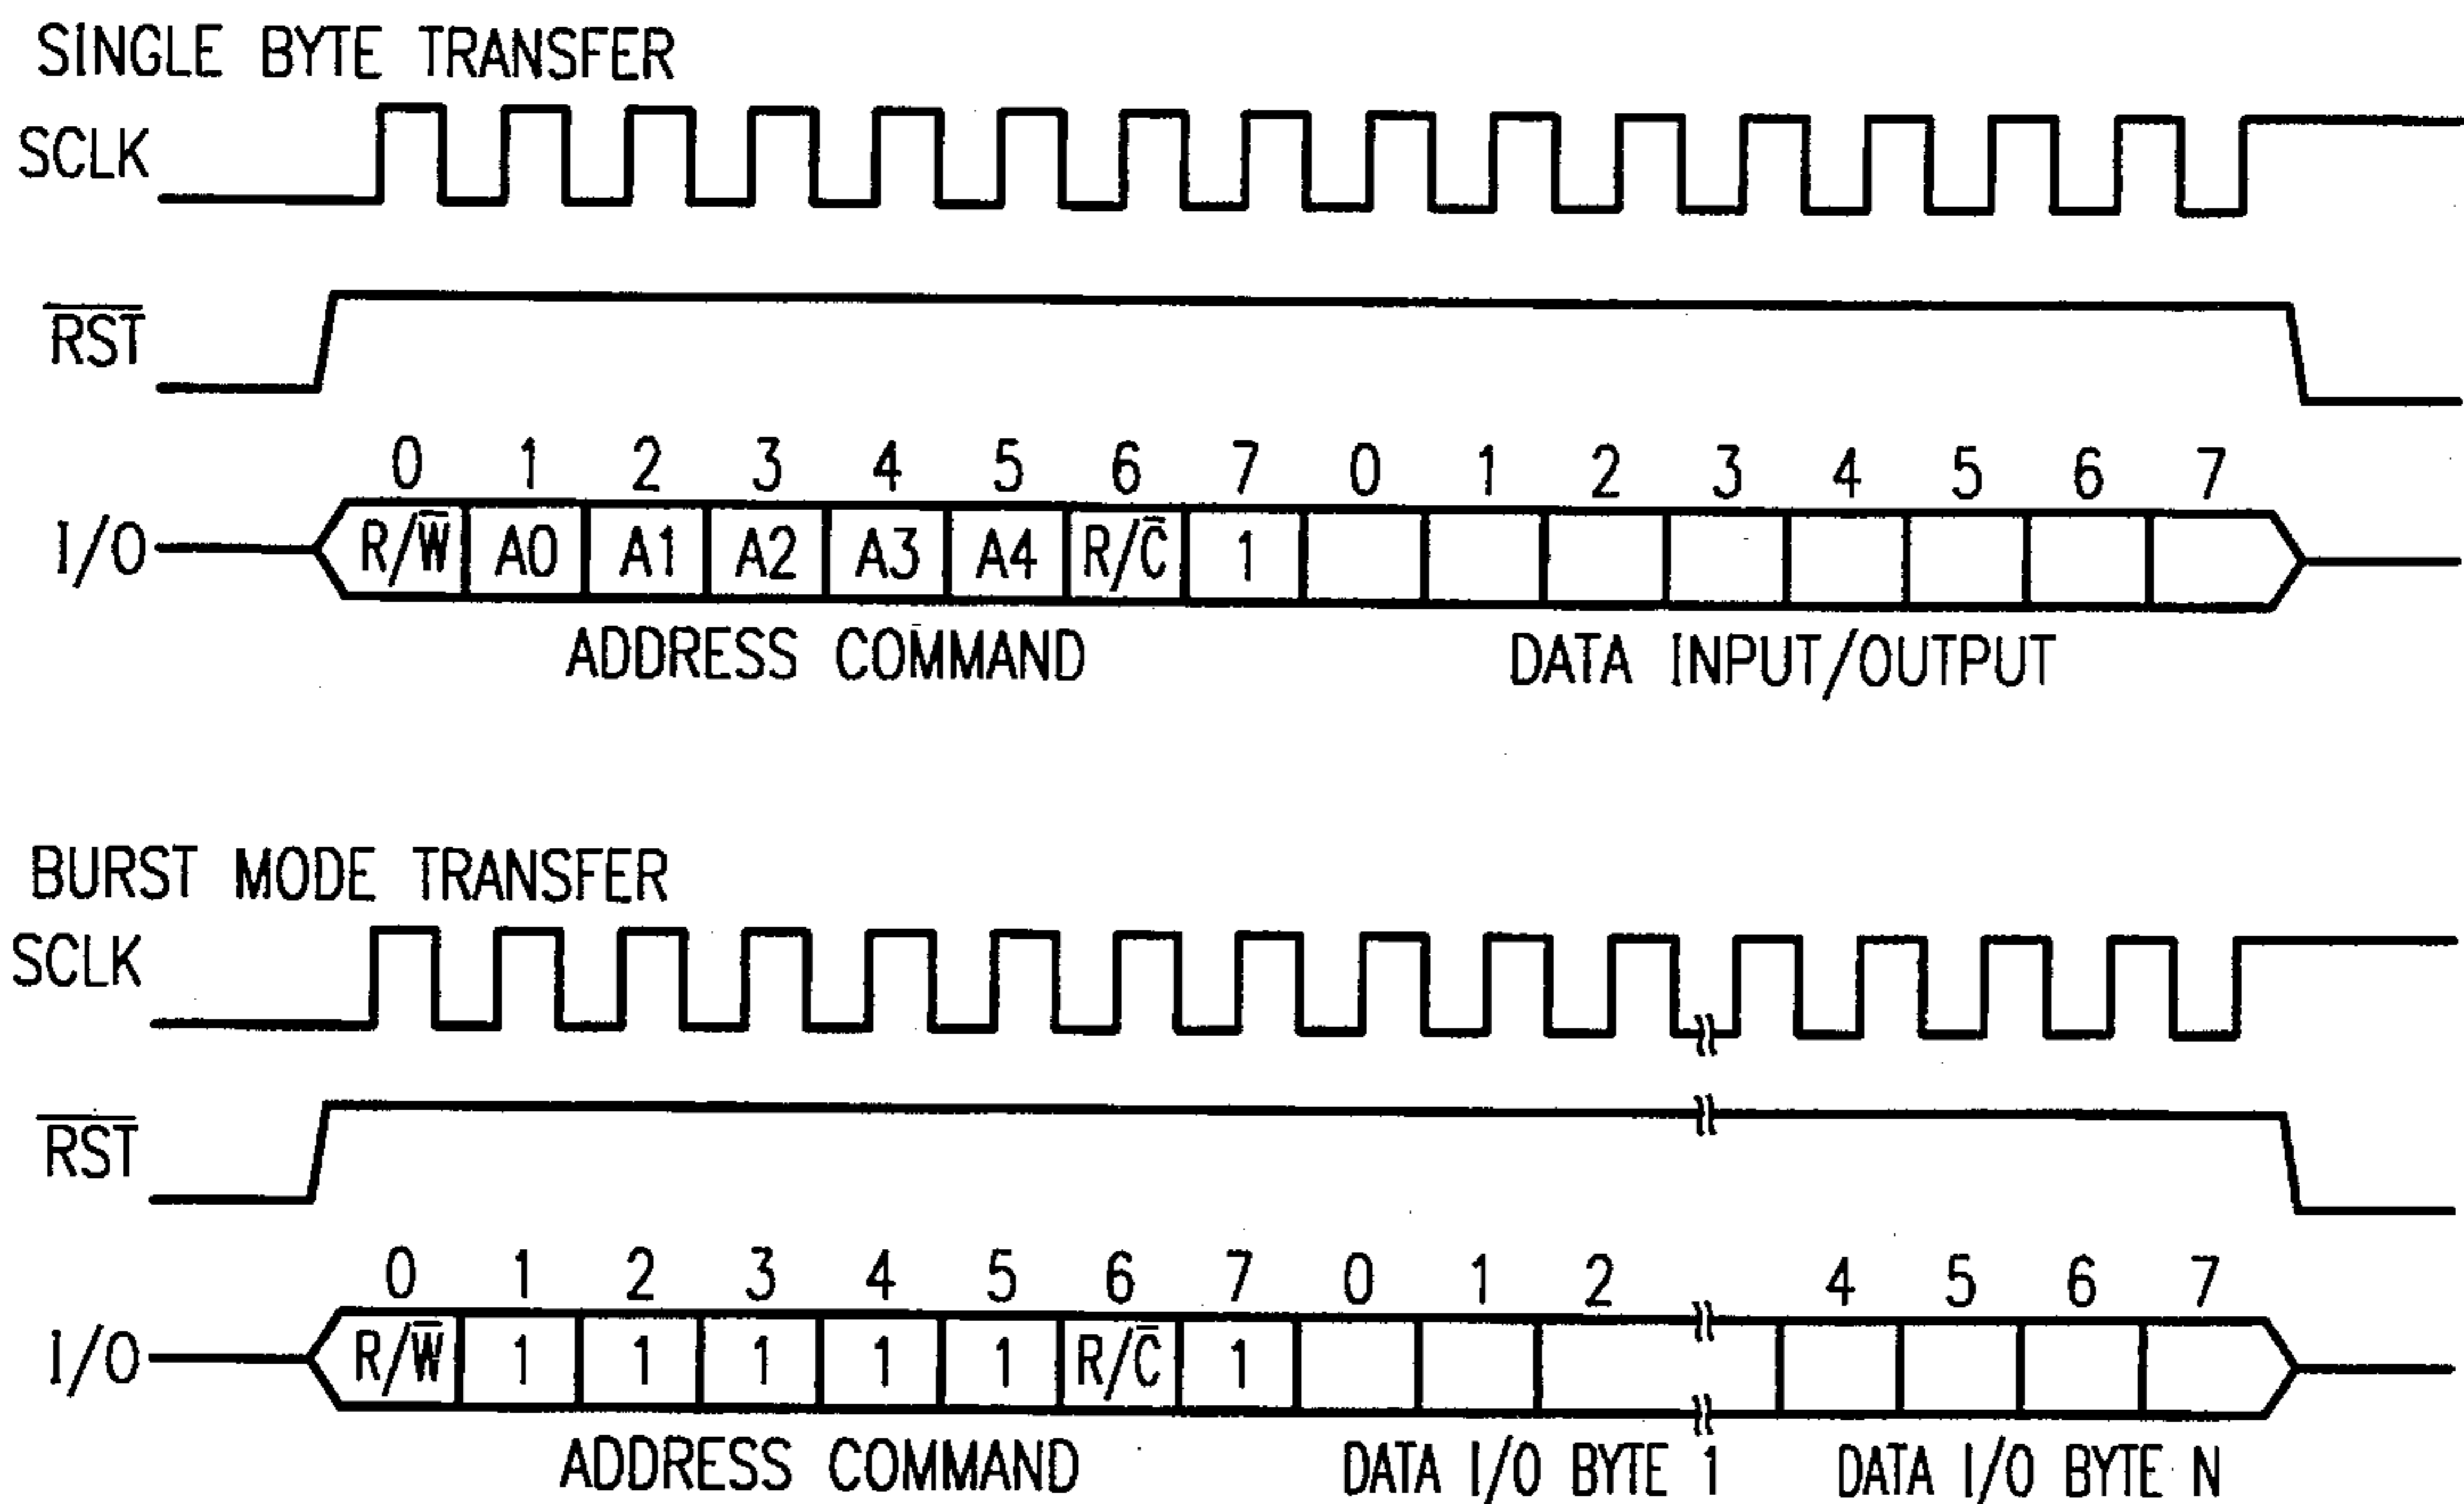 SINGLE BYTE TRANSFER
SCLK
R̅S̅T̅
0 1 2 3 4 5 6 7 0 1 2 3 4 5 6 7
I/O R/W̅ A0 A1 A2 A3 A4 R/C̅ 1
ADDRESS COMMAND DATA INPUT/OUTPUT
BURST MODE TRANSFER
SCLK
R̅S̅T̅
0 1 2 3 4 5 6 7 0 1 2 4 5 6 7
I/O R/W̅ 1 1 1 1 1 R/C̅ 1
ADDRESS COMMAND DATA I/O BYTE 1 DATA I/O BYTE N